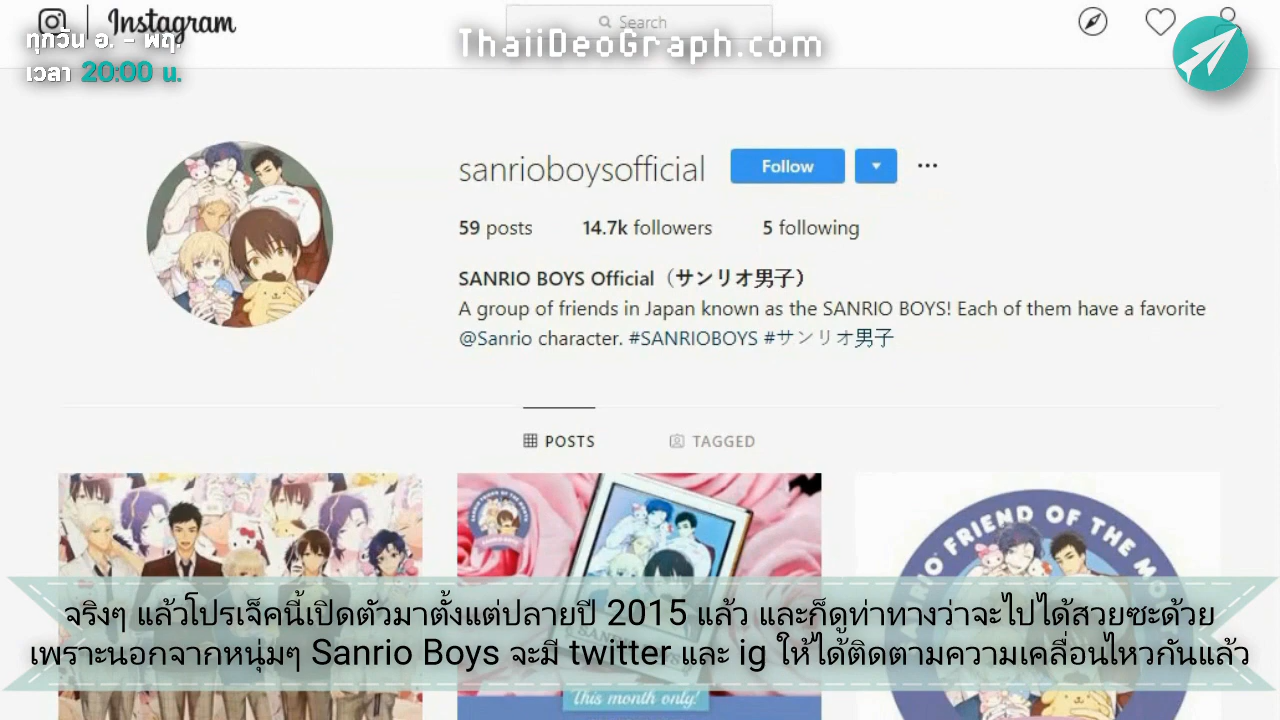 Instagram
Search
ทุกวัน อ. - พฤ.
เวลา 20:00 น.
ThaiiDeoGraph.com
sanrioboysofficial Follow
59 posts 14.7k followers 5 following
SANRIO BOYS Official（サンリオ男子）
A group of friends in Japan known as the SANRIO BOYS! Each of them have a favorite
@Sanrio character. #SANRIOBOYS #サンリオ男子
POSTS TAGGED
FRIEND OF THE
จริงๆ แล้วโปรเจ็คนี้เปิดตัวมาตั้งแต่ปลายปี 2015 แล้ว และก็ดูท่าทางว่าจะไปได้สวยซะด้วย
เพราะนอกจากหนุ่มๆ Sanrio Boys จะมี twitter และ ig ให้ได้ติดตามความเคลื่อนไหวกันแล้ว
This month only!